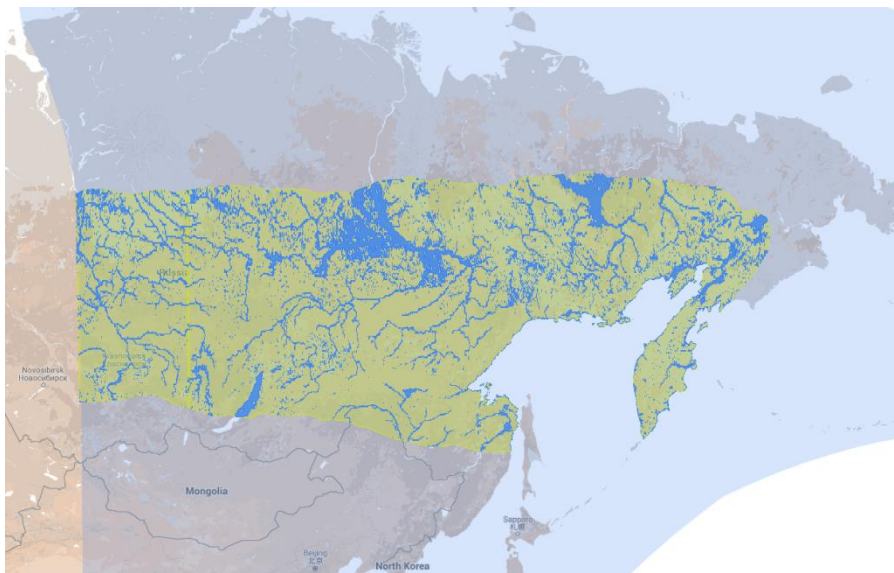 Novosibirsk
Новосибирск
Mongolia
Sapporo
札幌
Beijing
北京
North Korea